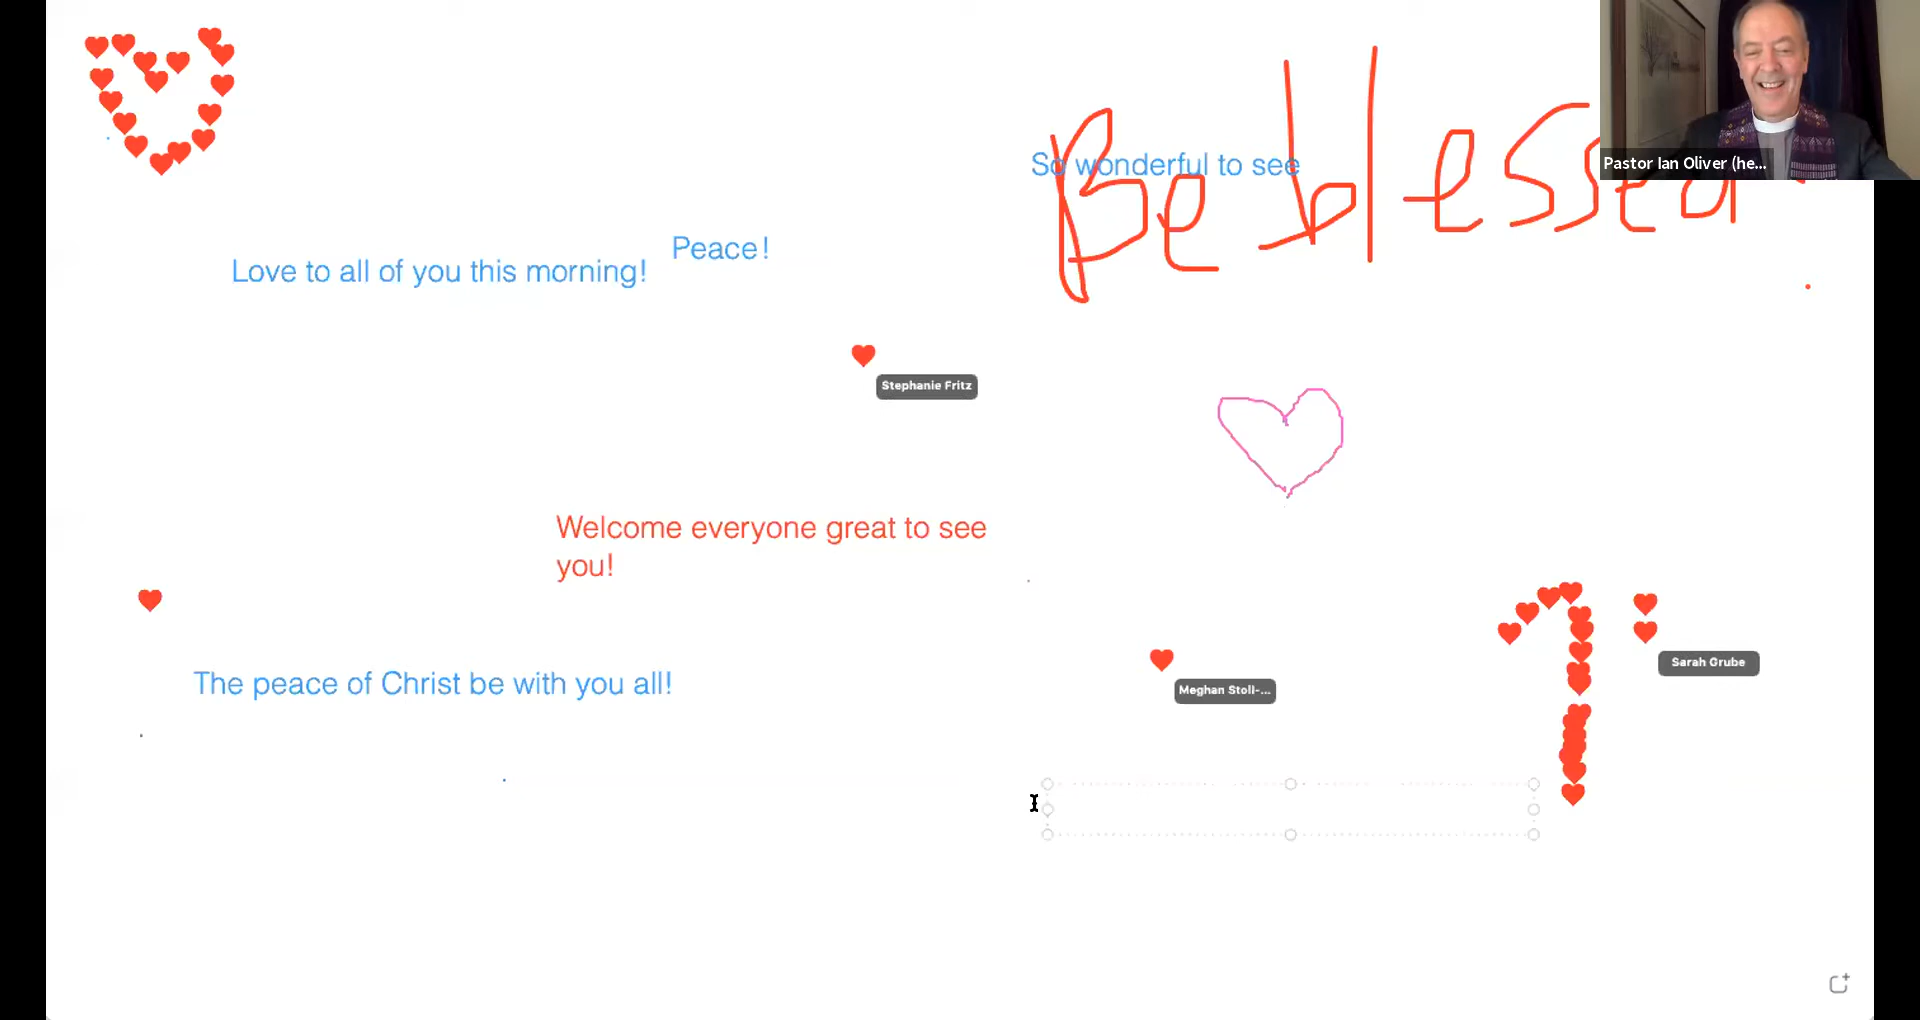 Be blessed
So wonderful to see
Pastor Ian Oliver (he...
Peace!
Love to all of you this morning!
Stephanie Fritz
Welcome everyone great to see
you!
The peace of Christ be with you all!
Meghan Stoll-...
Sarah Grube